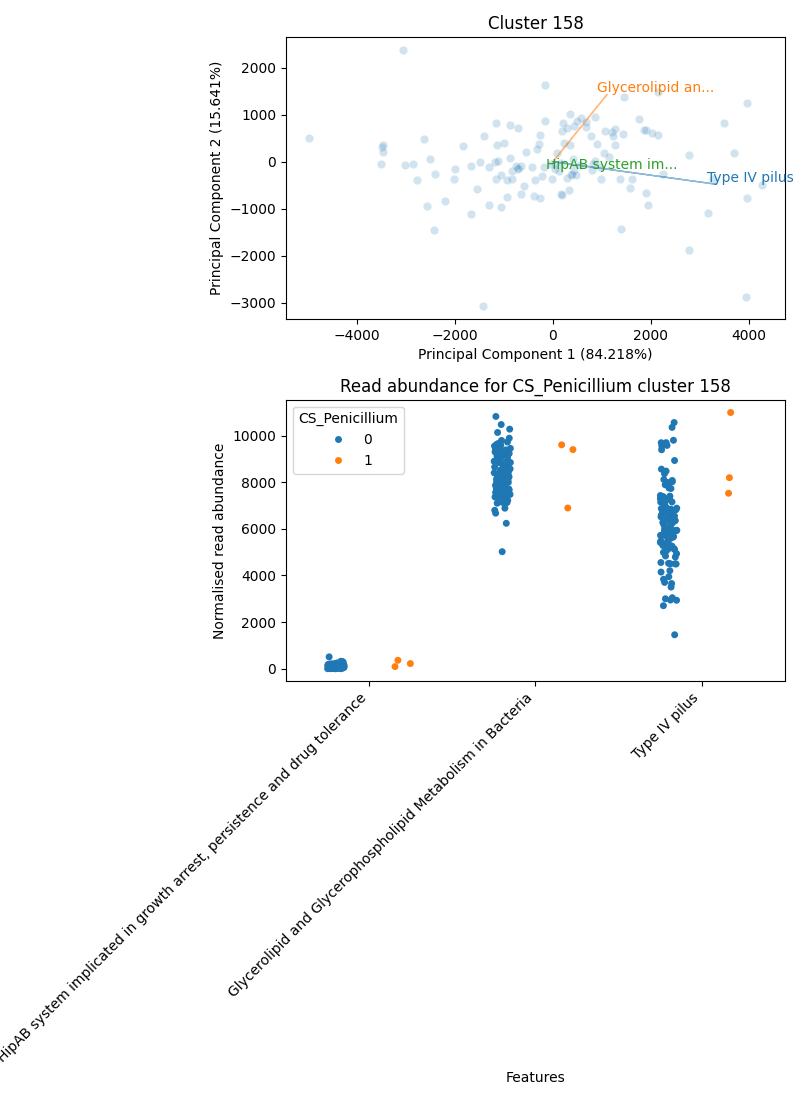 Cluster 158
Principal Component 2 (15.641%)
2000
1000
0
−1000
−2000
−3000
Glycerolipid an...
HipAB system im...
Type IV pilus
−4000
−2000
0
2000
4000
Principal Component 1 (84.218%)
Read abundance for CS_Penicillium cluster 158
Normalised read abundance
10000
8000
6000
4000
2000
0
CS_Penicillium
0
1
HipAB system implicated in growth arrest, persistence and drug tolerance
Glycerolipid and Glycerophospholipid Metabolism in Bacteria
Type IV pilus
Features